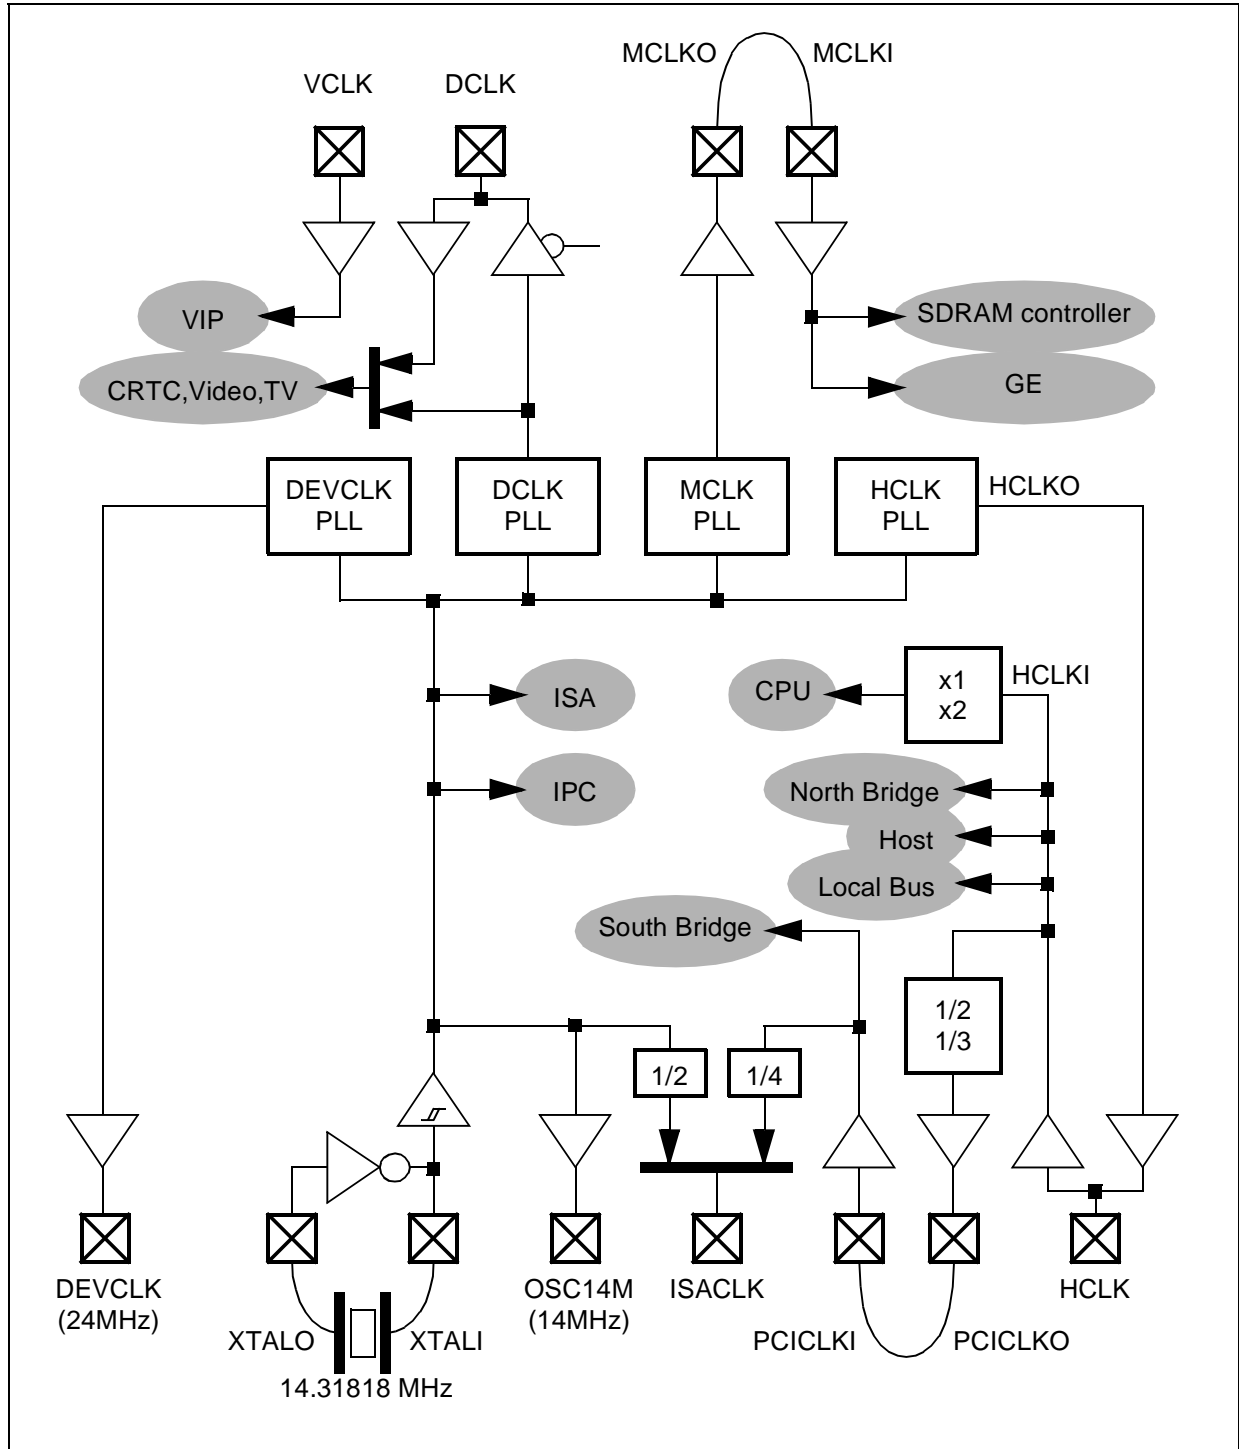 MCLKO
MCLKI
VCLK
DCLK
VIP
SDRAM controller
CRTC,Video,TV
GE
DEVCLK
PLL
DCLK
PLL
MCLK
PLL
HCLK
PLL
HCLKO
ISA
CPU
x1
x2
HCLKI
IPC
North Bridge
Host
Local Bus
South Bridge
1/2
1/3
1/2
1/4
DEVCLK
(24MHz)
OSC14M
(14MHz)
ISACLK
HCLK
XTALO
XTALI
PCICLKI
PCICLKO
14.31818 MHz